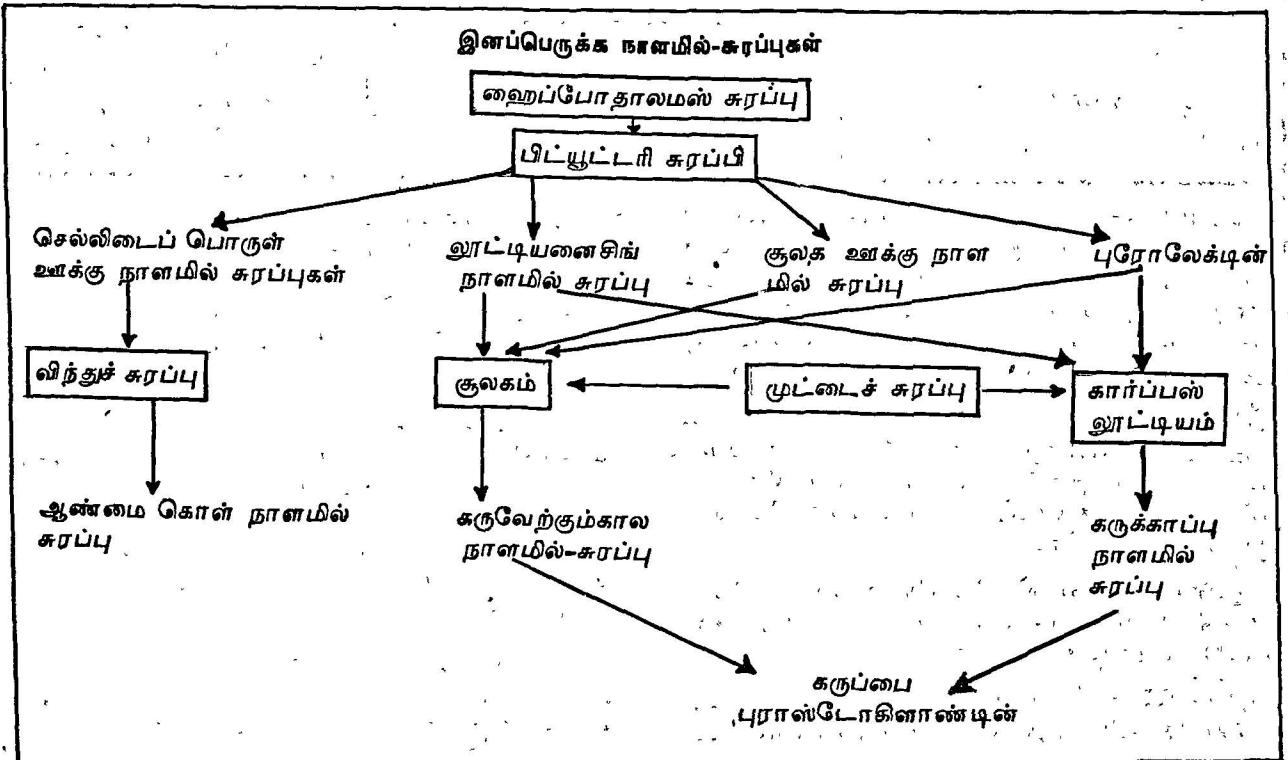 இனப்பெருக்க நாளமில்-சுரப்புகள்
ஹைப்போதாலமஸ் சுரப்பு
பிட்யூட்டரி சுரப்பி
செல்லிடைப் பொருள்
ஊக்கு நாளமில் சுரப்புகள்
லூட்டியனைசிங்
நாளமில் சுரப்பு
சூலக ஊக்கு நாள
மில் சுரப்பு
புரோலேக்டின்
விந்துச் சுரப்பு
சூலகம்
முட்டைச் சுரப்பு
கார்ப்பஸ்
லூட்டியம்
ஆண்மை கொள் நாளமில்
சுரப்பு
கருவேற்கும்கால
நாளமில்-சுரப்பு
கருக்காப்பு
நாளமில்
சுரப்பு
கருப்பை
புராஸ்டோகிளாண்டின்